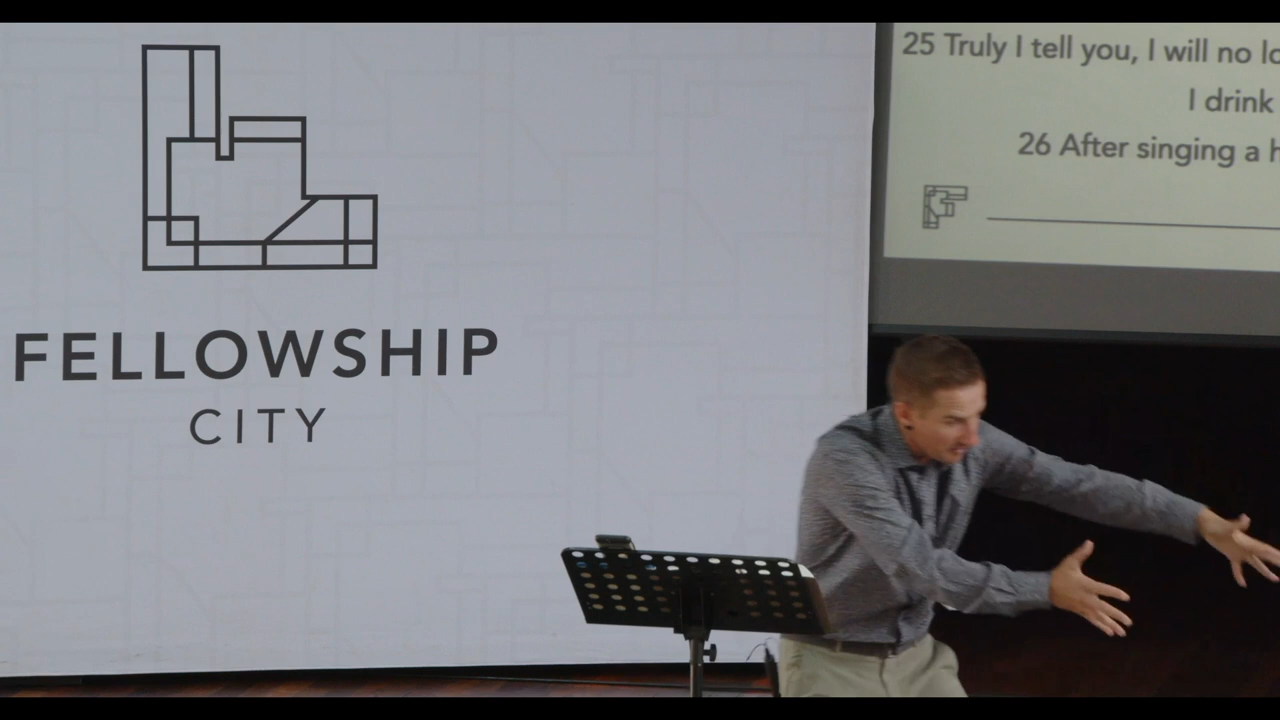 FELLOWSHIP
CITY
25 Truly I tell you, I will no
I drink
26 After singing a